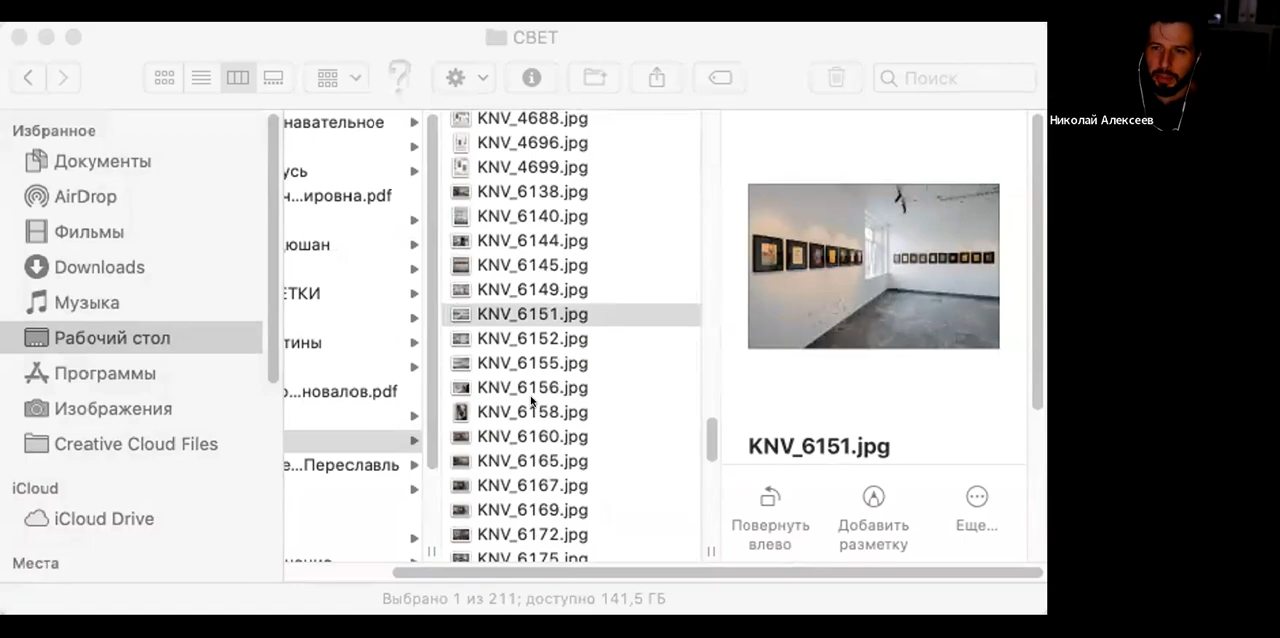 СВЕТ
Поиск
Избранное
Документы
AirDrop
Фильмы
Downloads
Музыка
Рабочий стол
Программы
Изображения
Creative Cloud Files
iCloud
iCloud Drive
Места
навательное
усь
ч...ировна.pdf
юшан
ЕТКИ
тины
о...новалов.pdf
е...Переславль
KNV_4688.jpg
KNV_4696.jpg
KNV_4699.jpg
KNV_6138.jpg
KNV_6140.jpg
KNV_6144.jpg
KNV_6145.jpg
KNV_6149.jpg
KNV_6151.jpg
KNV_6152.jpg
KNV_6155.jpg
KNV_6156.jpg
KNV_6158.jpg
KNV_6160.jpg
KNV_6165.jpg
KNV_6167.jpg
KNV_6169.jpg
KNV_6172.jpg
KNV_6175.jpg
KNV_6151.jpg
Повернуть
влево
Добавить
разметку
Еще...
Выбрано 1 из 211; доступно 141,5 ГБ
Николай Алексеев